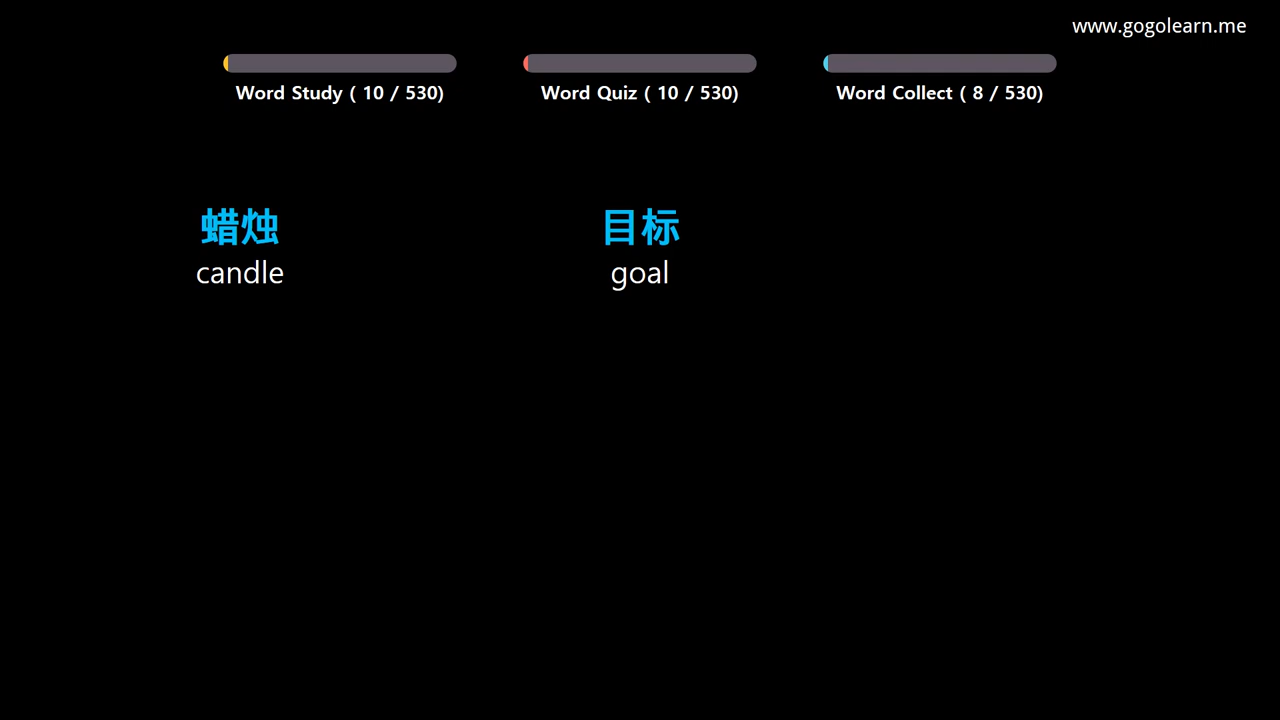 www.gogolearn.me
Word Study ( 10 / 530)
Word Quiz ( 10 / 530)
Word Collect ( 8 / 530)
蜡烛
candle
目标
goal